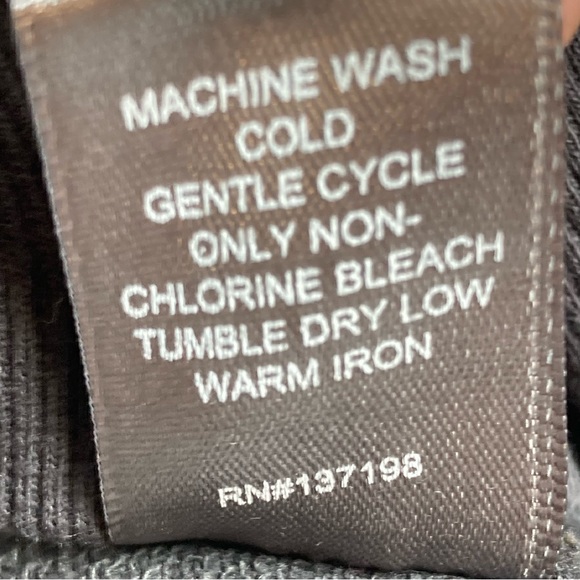 MACHINE WASH
COLD
GENTLE CYCLE
ONLY NON-
CHLORINE BLEACH
TUMBLE DRY LOW
WARM IRON
RN#137198